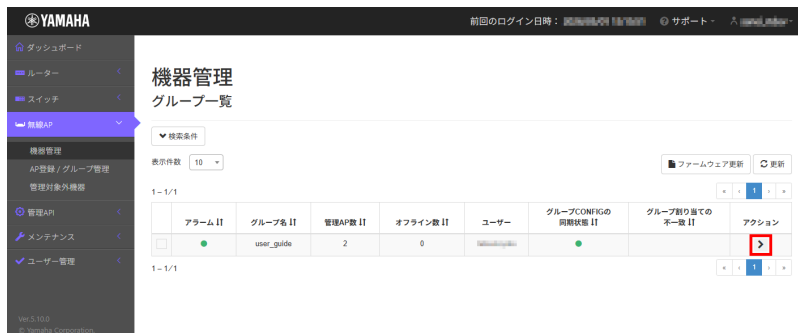 YAMAHA
前回のログイン日時：
サポート
ダッシュボード
ルーター
スイッチ
無線AP
機器管理
AP登録 / グループ管理
管理対象外機器
管理API
メンテナンス
ユーザー管理
Ver.5.10.0
© Yamaha Corporation.
機器管理
グループ一覧
検索条件
表示件数 10
ファームウェア更新 更新
1 – 1 / 1
« ‹ 1 › »
アラーム グループ名 管理AP数 オフライン数 ユーザー グループCONFIGの同期状態 グループ割り当ての不一致 アクション
user_guide 2 0
1 – 1 / 1
« ‹ 1 › »